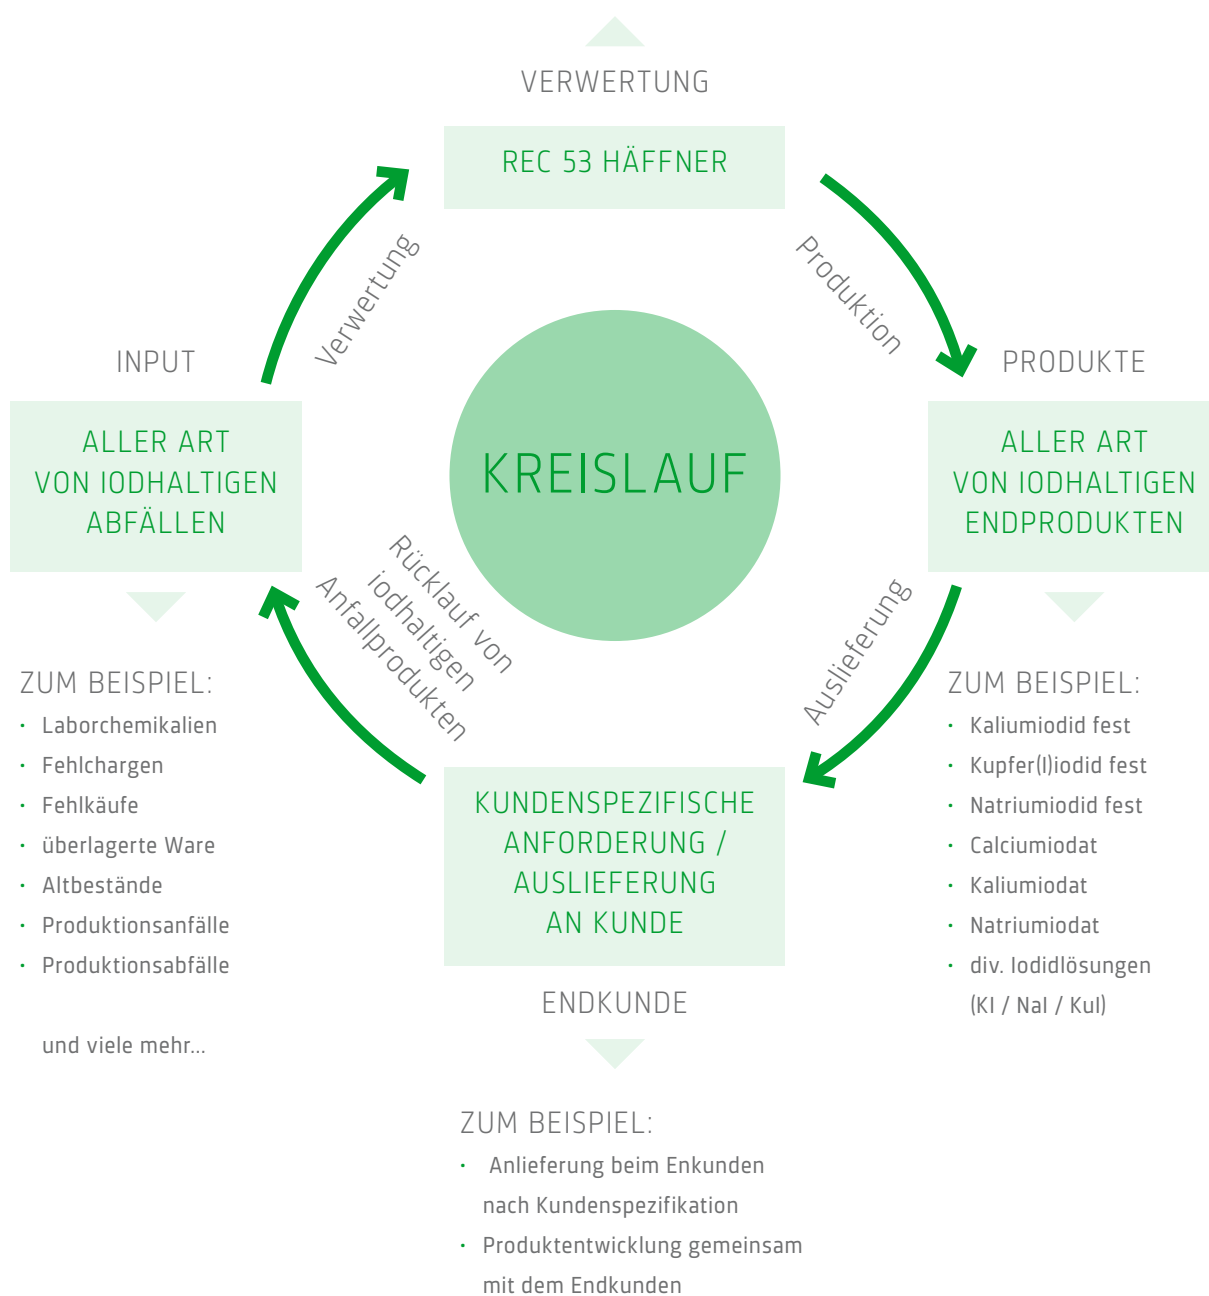 VERWERTUNG
REC 53 HÄFFNER
Verwertung
Produktion
INPUT
ALLER ART
VON IODHALTIGEN
ABFÄLLEN
KREISLAUF
PRODUKTE
ALLER ART
VON IODHALTIGEN
ENDPRODUKTEN
Rücklauf von
iodhaltigen
Anfallprodukten
Auslieferung
ZUM BEISPIEL:
• Laborchemikalien
• Fehlchargen
• Fehlkäufe
• überlagerte Ware
• Altbestände
• Produktionsanfälle
• Produktionsabfälle
und viele mehr...
KUNDENSPEZIFISCHE
ANFORDERUNG /
AUSLIEFERUNG
AN KUNDE
ENDKUNDE
ZUM BEISPIEL:
• Kaliumiodid fest
• Kupfer(I)iodid fest
• Natriumiodid fest
• Calciumiodat
• Kaliumiodat
• Natriumiodat
• div. Iodidlösungen
(KI / NaI / KuI)
ZUM BEISPIEL:
• Anlieferung beim Enkunden
nach Kundenspezifikation
• Produktentwicklung gemeinsam
mit dem Endkunden